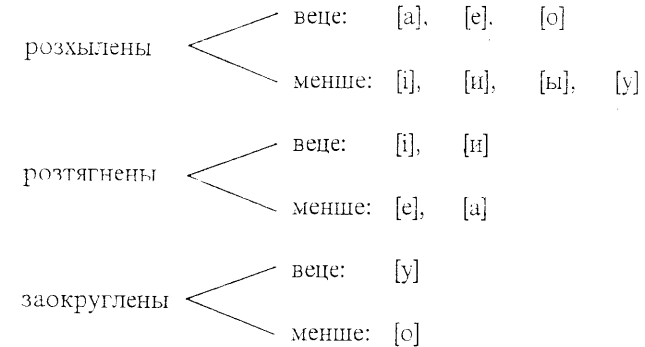 веце: [а], [е], [о]
розхылены
менше: [і], [и], [ы], [у]
веце: [і], [и]
розтягнены
менше: [е], [а]
веце: [у]
заокруглены
менше: [о]